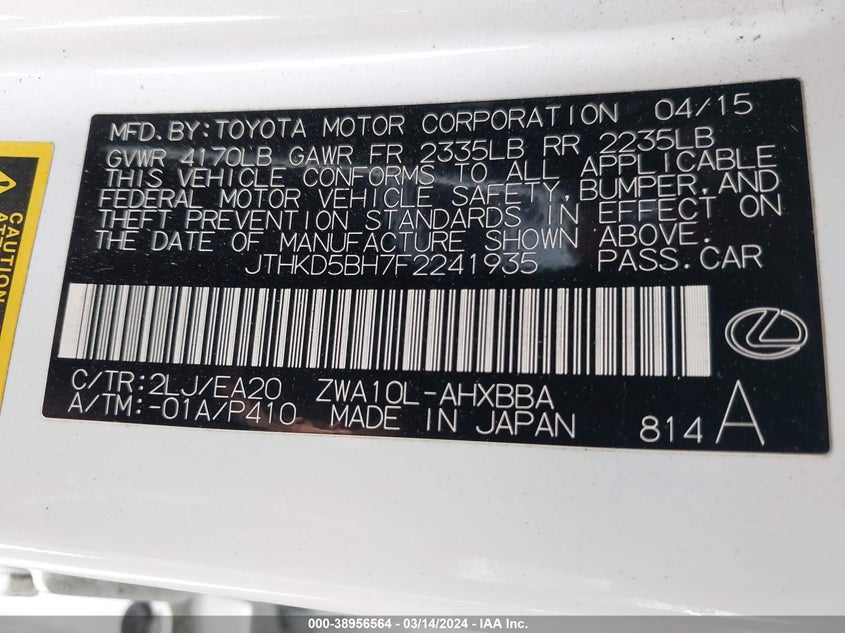 MFD.BY:TOYOTA MOTOR CORPORATION 04/15
GVWR 4170LB GAWR FR 2335LB RR 2235LB
THIS VEHICLE CONFORMS TO ALL APPLICABLE
FEDERAL MOTOR VEHICLE SAFETY, BUMPER, AND
THEFT PREVENTION STANDARDS IN EFFECT ON
THE DATE OF MANUFACTURE SHOWN ABOVE.
JTHKD5BH7F2241935 PASS.CAR
C/TR:2LJ/EA20 ZWA10L-AHXBBA
A/TM:-01A/P410 MADE IN JAPAN 814 A
CAUTION
000-38956564 - 03/14/2024 - IAAI.COM